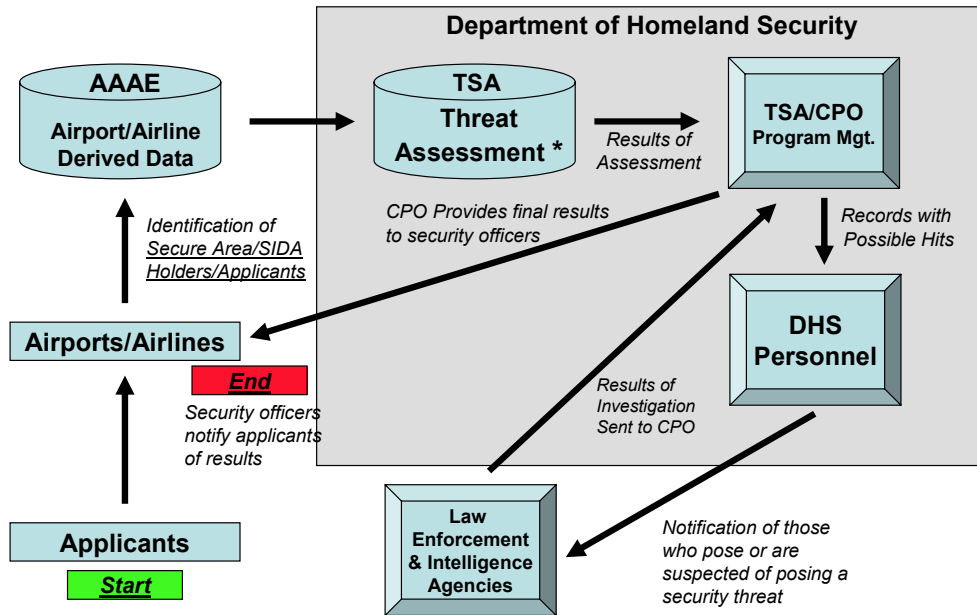 Department of Homeland Security
AAAE
Airport/Airline
Derived Data
TSA
Threat
Assessment *
Results of
Assessment
TSA/CPO
Program Mgt.
Identification of
Secure Area/SIDA
Holders/Applicants
CPO Provides final results
to security officers
Records with
Possible Hits
Airports/Airlines
End
Security officers
notify applicants
of results
DHS
Personnel
Results of
Investigation
Sent to CPO
Applicants
Start
Law
Enforcement
& Intelligence
Agencies
Notification of those
who pose or are
suspected of posing a
security threat